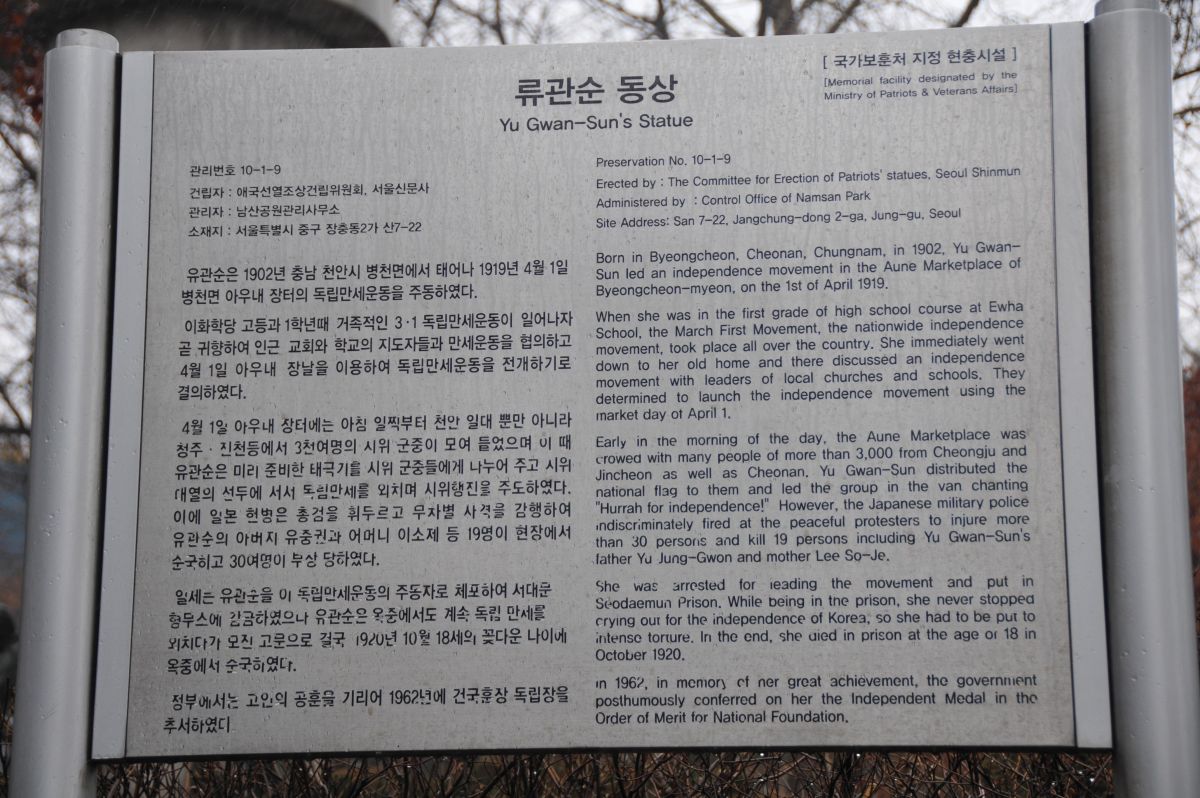 [ 국가보훈처 지정 현충시설 ]
[Memorial facility designated by the
Ministry of Patriots & Veterans Affairs]
류관순 동상
Yu Gwan-Sun's Statue
관리번호 10-1-9
건립자 : 애국선열조상건립위원회, 서울신문사
관리자 : 남산공원관리사무소
소재지 : 서울특별시 중구 장충동2가 산7-22
유관순은 1902년 충남 천안시 병천면에서 태어나 1919년 4월 1일
병천면 아우내 장터의 독립만세운동을 주동하였다.
이화학당 고등과 1학년때 거족적인 3·1 독립만세운동이 일어나자
곧 귀향하여 인근 교회와 학교의 지도자들과 만세운동을 협의하고
4월 1일 아우내 장날을 이용하여 독립만세운동을 전개하기로
결의하였다.
4월 1일 아우내 장터에는 아침 일찍부터 천안 일대 뿐만 아니라
청주 · 진천등에서 3천여명의 시위 군중이 모여 들었으며 이 때
유관순은 미리 준비한 태극기를 시위 군중들에게 나누어 주고 시위
대열의 선두에 서서 독립만세를 외치며 시위행진을 주도하였다.
이에 일본 헌병은 총검을 휘두르고 무차별 사격을 감행하여
유관순의 아버지 유중권과 어머니 이소제 등 19명이 현장에서
순국하고 30여명이 부상 당하였다.
일제는 유관순을 이 독립만세운동의 주동자로 체포하여 서대문
형무소에 감금하였으나 유관순은 옥중에서도 계속 독립 만세를
외치다가 모진 고문으로 결국 1920년 10월 18세의 꽃다운 나이에
옥중에서 순국하였다.
정부에서는 고인의 공훈을 기리어 1962년에 건국훈장 독립장을
추서하였다
Preservation No. 10-1-9
Erected by : The Committee for Erection of Patriots' statues, Seoul Shinmun
Administered by : Control Office of Namsan Park
Site Address: San 7-22, Jangchung-dong 2-ga, Jung-gu, Seoul
Born in Byeongcheon, Cheonan, Chungnam, in 1902, Yu Gwan-
Sun led an independence movement in the Aune Marketplace of
Byeongcheon-myeon, on the 1st of April 1919.
When she was in the first grade of high school course at Ewha
School, the March First Movement, the nationwide independence
movement, took place all over the country. She immediately went
down to her old home and there discussed an independence
movement with leaders of local churches and schools. They
determined to launch the independence movement using the
market day of April 1.
Early in the morning of the day, the Aune Marketplace was
crowed with many people of more than 3,000 from Cheongju and
Jincheon as well as Cheonan. Yu Gwan-Sun distributed the
national flag to them and led the group in the van chanting
"Hurrah for independence!" However, the Japanese military police
indiscriminately fired at the peaceful protesters to injure more
than 30 persons and kill 19 persons including Yu Gwan-Sun's
father Yu Jung-Gwon and mother Lee So-Je.
She was arrested for leading the movement and put in
Seodaemun Prison. While being in the prison, she never stopped
crying out for the independence of Korea, so she had to be put to
intense torture. In the end, she died in prison at the age of 18 in
October 1920.
In 1962, in memory of her great achievement, the government
posthumously conferred on her the Independent Medal in the
Order of Merit for National Foundation.